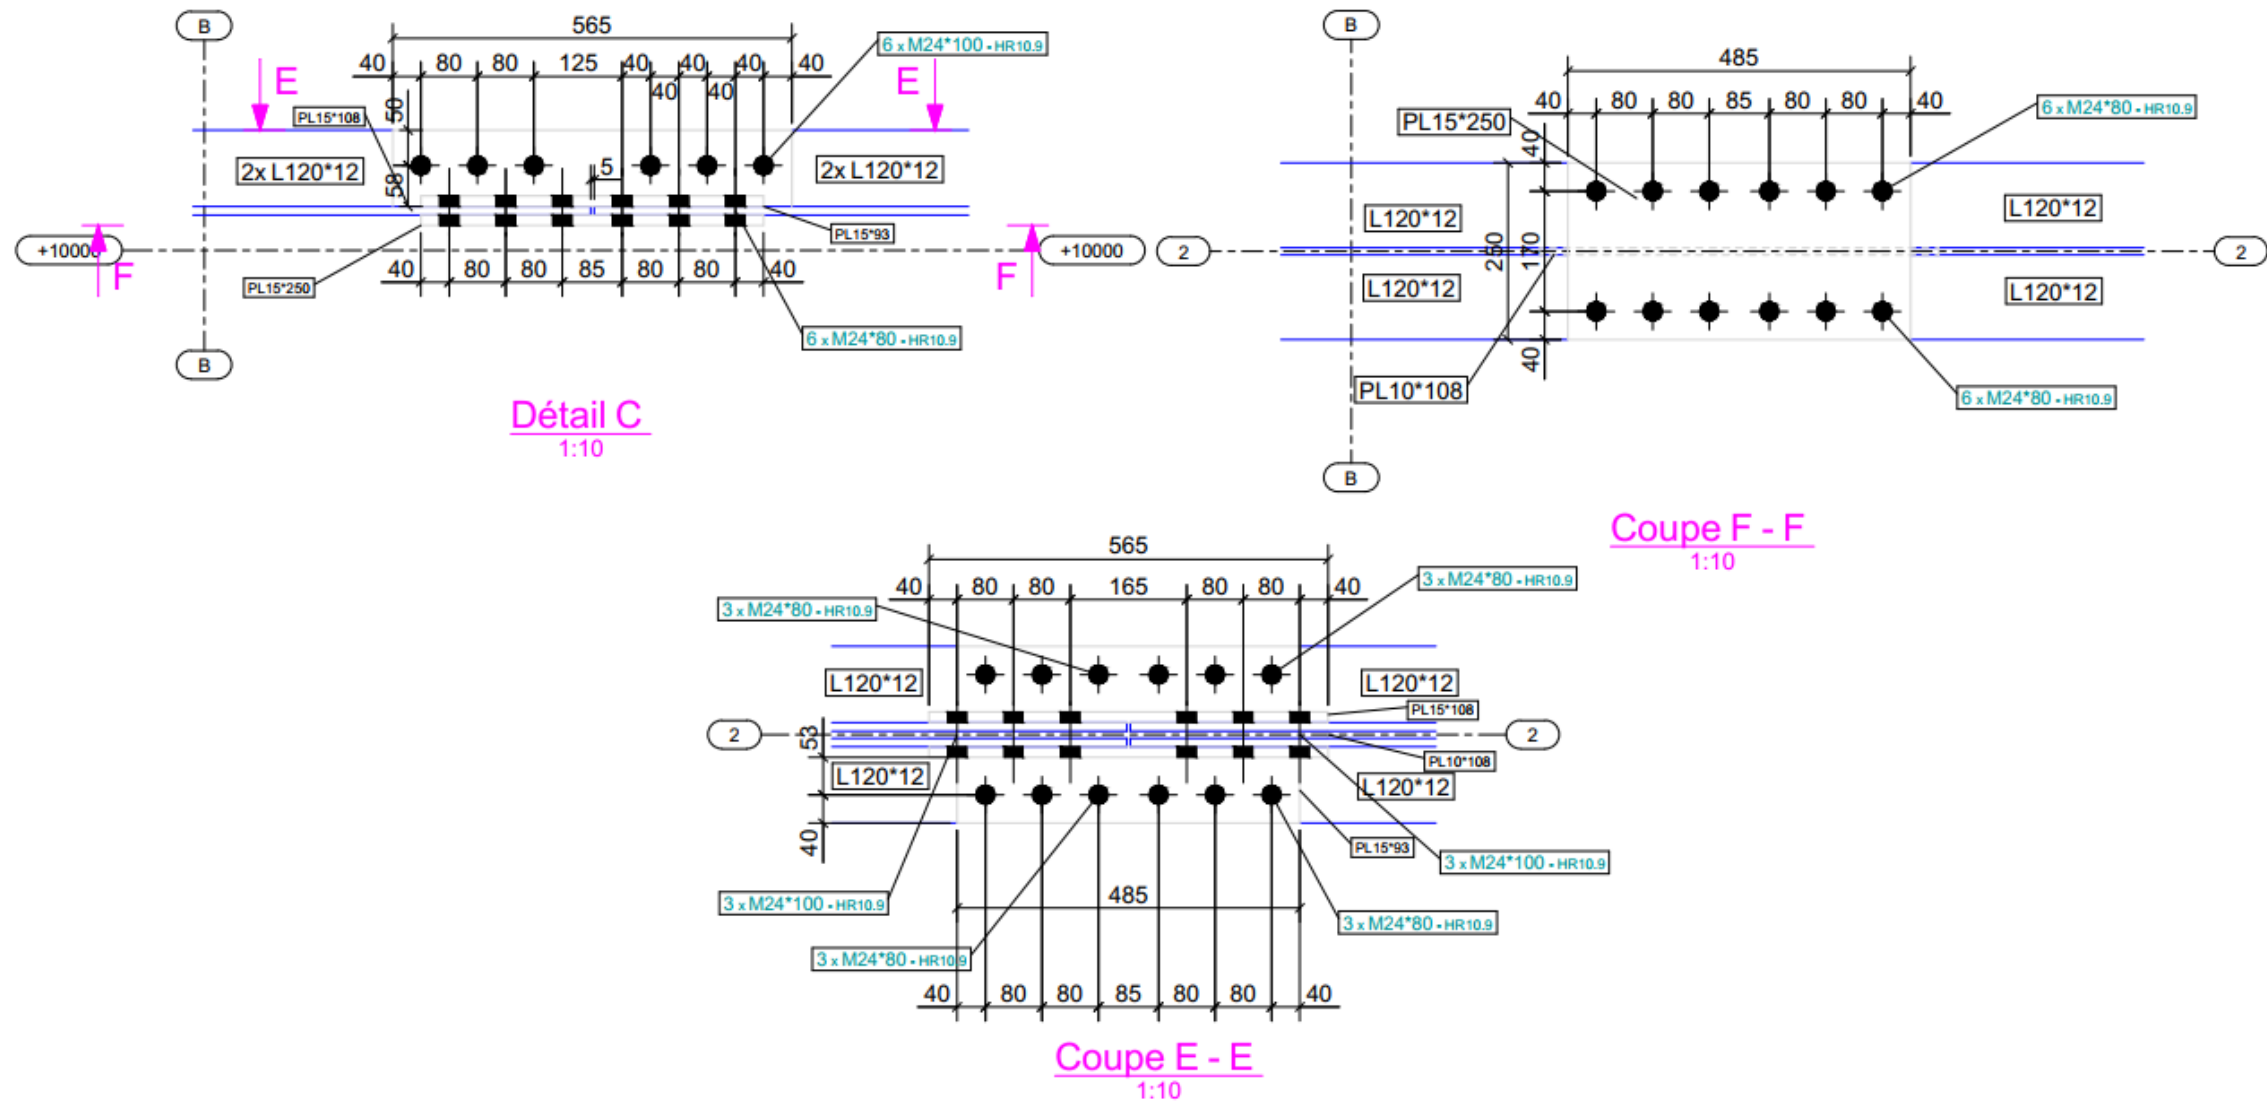 B
565
6 x M24*100 - HR10.9
40 80 80 125 40 40 40 40
40 40
E
E
50
PL15*108
2x L120*12
5
2x L120*12
58
PL15*93
+10000
F
F
+10000
40 80 80 85 80 80 40
PL15*250
6 x M24*80 - HR10.9
B
Détail C
1:10
B
485
40 80 80 85 80 80 40
6 x M24*80 - HR10.9
PL15*250
40
L120*12
L120*12
2
250
170
2
L120*12
L120*12
40
PL10*108
6 x M24*80 - HR10.9
B
Coupe F - F
1:10
565
40 80 80 165 80 80 40
3 x M24*80 - HR10.9
3 x M24*80 - HR10.9
L120*12
L120*12
PL15*108
2
53
2
PL10*108
L120*12
L120*12
40
PL15*93
3 x M24*100 - HR10.9
3 x M24*100 - HR10.9
485
3 x M24*80 - HR10.9
3 x M24*80 - HR10.9
40 80 80 85 80 80 40
Coupe E - E
1:10